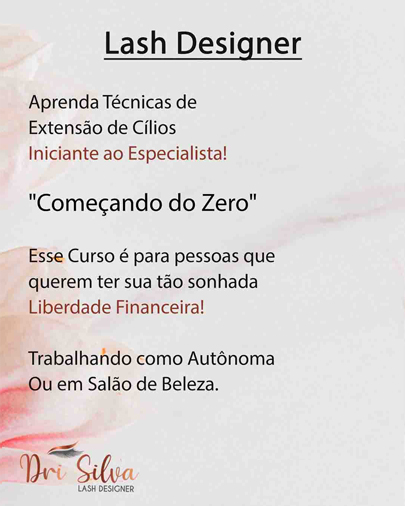 Lash Designer
Aprenda Técnicas de
Extensão de Cílios
Iniciante ao Especialista!
"Começando do Zero"
Esse Curso é para pessoas que
querem ter sua tão sonhada
Liberdade Financeira!
Trabalhando como Autônoma
Ou em Salão de Beleza.
Dri Silva
LASH DESIGNER